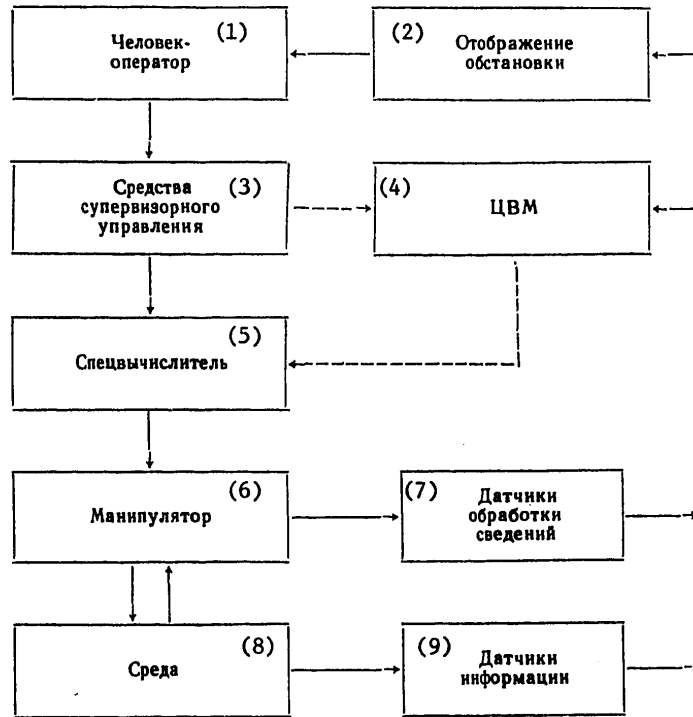 Человек-
оператор
(1)
(2)
Отображение
обстановки
Средства
супервизорного
управления
(3)
(4)
ЦВМ
(5)
Спецвычислитель
(6)
Манипулятор
(7)
Датчики
обработки
сведений
(8)
Среда
(9)
Датчики
информации